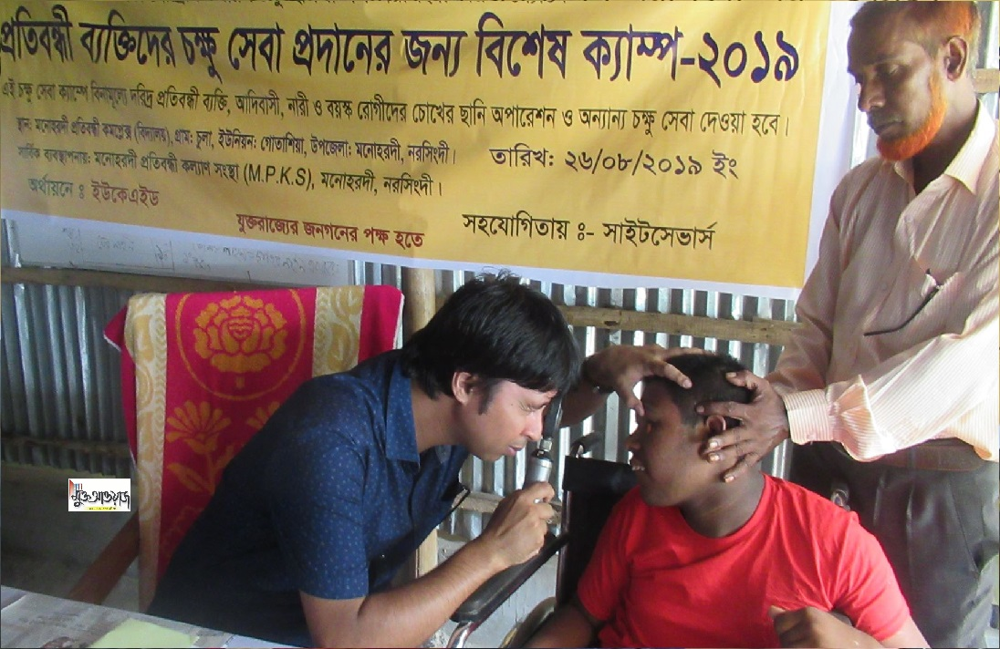 প্রতিবন্ধী ব্যক্তিদের চক্ষু সেবা প্রদানের জন্য বিশেষ ক্যাম্প-২০১৯
এই চক্ষু সেবা ক্যাম্পে বিনামূল্যে দরিদ্র প্রতিবন্ধী ব্যক্তি, আদিবাসী, নারী ও বয়স্ক রোগীদের চোখের ছানি অপারেশন ও অন্যান্য চক্ষু সেবা দেওয়া হবে।
স্থান: মনোহরদী প্রতিবন্ধী কমপ্লেক্স (বিদ্যালয়), গ্রাম: চুলা, ইউনিয়ন: গোতাশিয়া, উপজেলা: মনোহরদী, নরসিংদী।
তারিখ: ২৬/০৮/২০১৯ ইং
সার্বিক ব্যবস্থাপনায়: মনোহরদী প্রতিবন্ধী কল্যাণ সংস্থা (M.P.K.S), মনোহরদী, নরসিংদী।
অর্থায়নে ঃ ইউকেএইড
যুক্তরাজ্যের জনগনের পক্ষ হতে
সহযোগিতায় ঃ- সাইটসেভার্স
মুক্তআওয়াজ